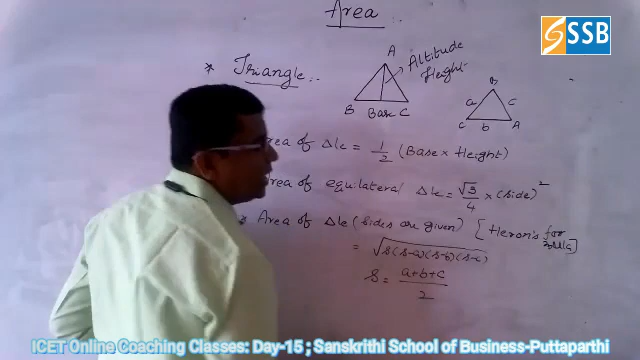 Area
SSB
* Triangle:-
A
Altitude
Height
B Base C
B
a c
C b A
Area of Δle = 1/2 (Base × Height)
Area of equilateral Δle = √3/4 × (side)²
* Area of Δle (sides are given) [Heron's formula]
= √s(s-a)(s-b)(s-c)
S = a+b+c/2
ICET Online Coaching Classes: Day-15 ; Sanskrithi School of Business-Puttaparthi